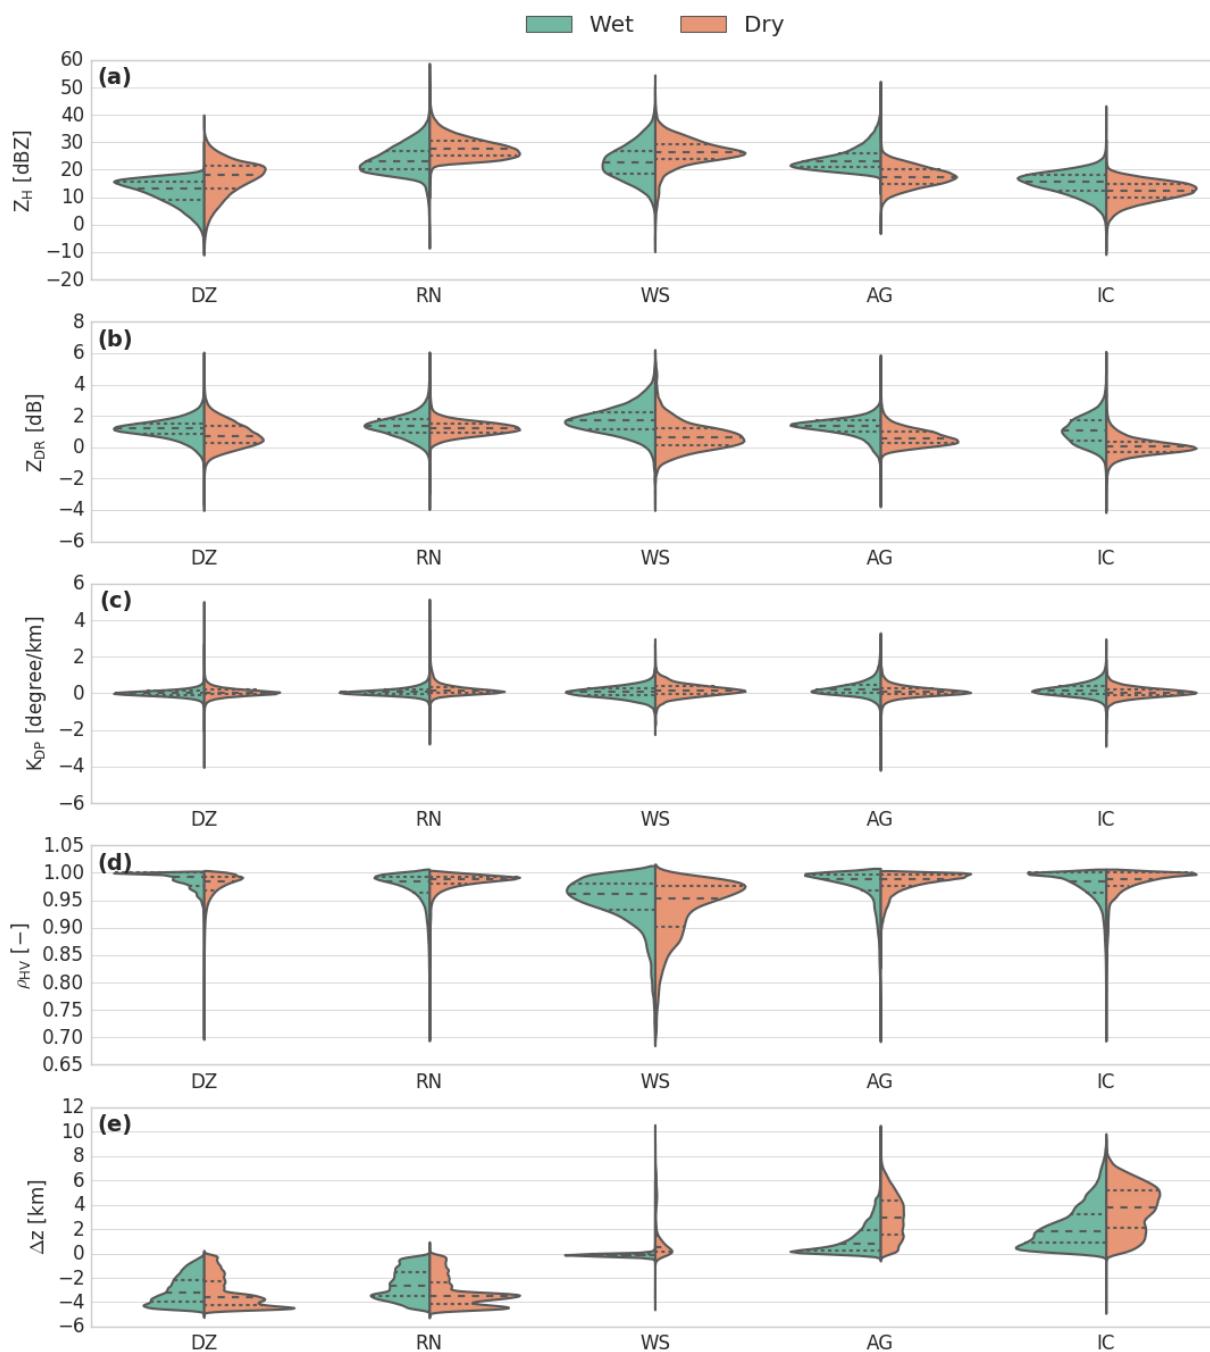 Wet Dry
(a)
Z_H [dBZ]
60
50
40
30
20
10
0
−10
−20
DZ RN WS AG IC
(b)
Z_DR [dB]
8
6
4
2
0
−2
−4
−6
DZ RN WS AG IC
(c)
K_DP [degree/km]
6
4
2
0
−2
−4
−6
DZ RN WS AG IC
(d)
ρ_HV [−]
1.05
1.00
0.95
0.90
0.85
0.80
0.75
0.70
0.65
DZ RN WS AG IC
(e)
Δz [km]
12
10
8
6
4
2
0
−2
−4
−6
DZ RN WS AG IC